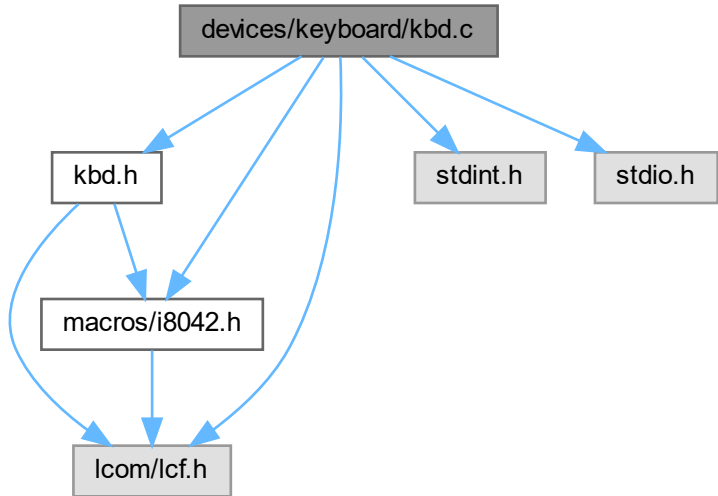 devices/keyboard/kbd.c
kbd.h
stdint.h
stdio.h
macros/i8042.h
lcom/lcf.h